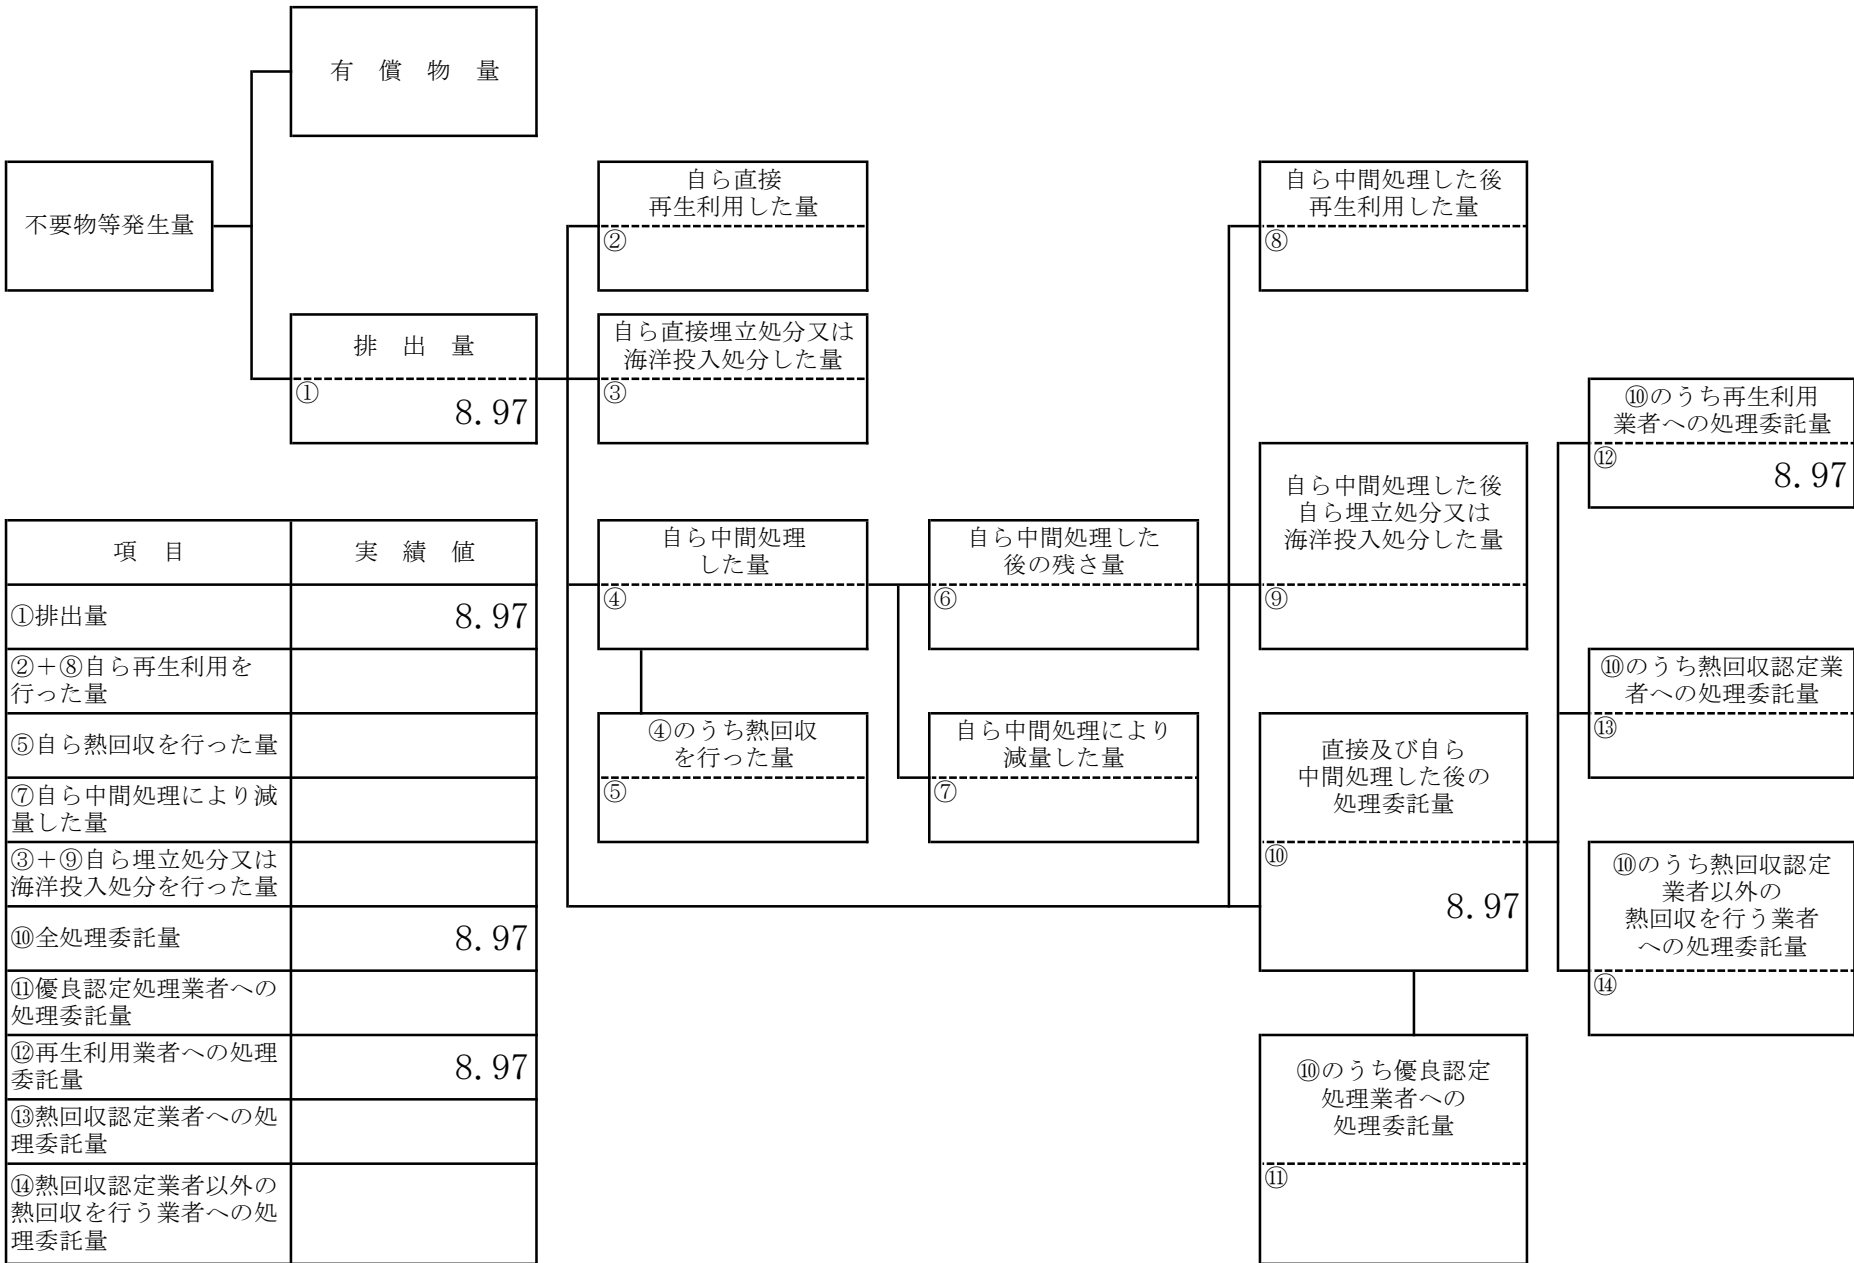 有 償 物 量
不要物等発生量
排 出 量
①
8.97
自ら直接
再生利用した量
②
自ら直接埋立処分又は
海洋投入処分した量
③
自ら中間処理
した量
④
④のうち熱回収
を行った量
⑤
自ら中間処理した
後の残さ量
⑥
自ら中間処理により
減量した量
⑦
自ら中間処理した後
再生利用した量
⑧
自ら中間処理した後
自ら埋立処分又は
海洋投入処分した量
⑨
直接及び自ら
中間処理した後の
処理委託量
⑩
8.97
⑩のうち優良認定
処理業者への
処理委託量
⑪
⑩のうち再生利用
業者への処理委託量
⑫
8.97
⑩のうち熱回収認定業
者への処理委託量
⑬
⑩のうち熱回収認定
業者以外の
熱回収を行う業者
への処理委託量
⑭
項 目 実 績 値
①排出量 8.97
②+⑧自ら再生利用を
行った量
⑤自ら熱回収を行った量
⑦自ら中間処理により減
量した量
③+⑨自ら埋立処分又は
海洋投入処分を行った量
⑩全処理委託量 8.97
⑪優良認定処理業者への
処理委託量
⑫再生利用業者への処理
委託量 8.97
⑬熱回収認定業者への処
理委託量
⑭熱回収認定業者以外の
熱回収を行う業者への処
理委託量